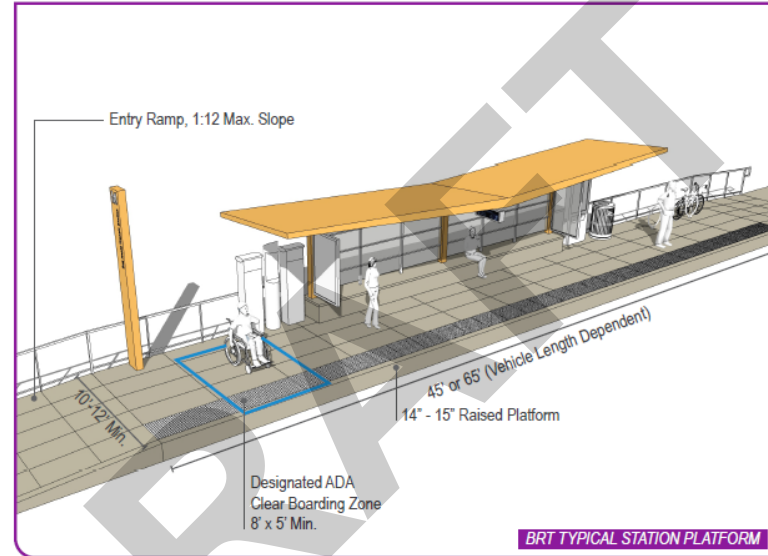 Entry Ramp, 1:12 Max. Slope
10'-12' Min.
45' or 65' (Vehicle Length Dependent)
14" - 15" Raised Platform
Designated ADA
Clear Boarding Zone
8' x 5' Min.
BRT TYPICAL STATION PLATFORM
DRAFT